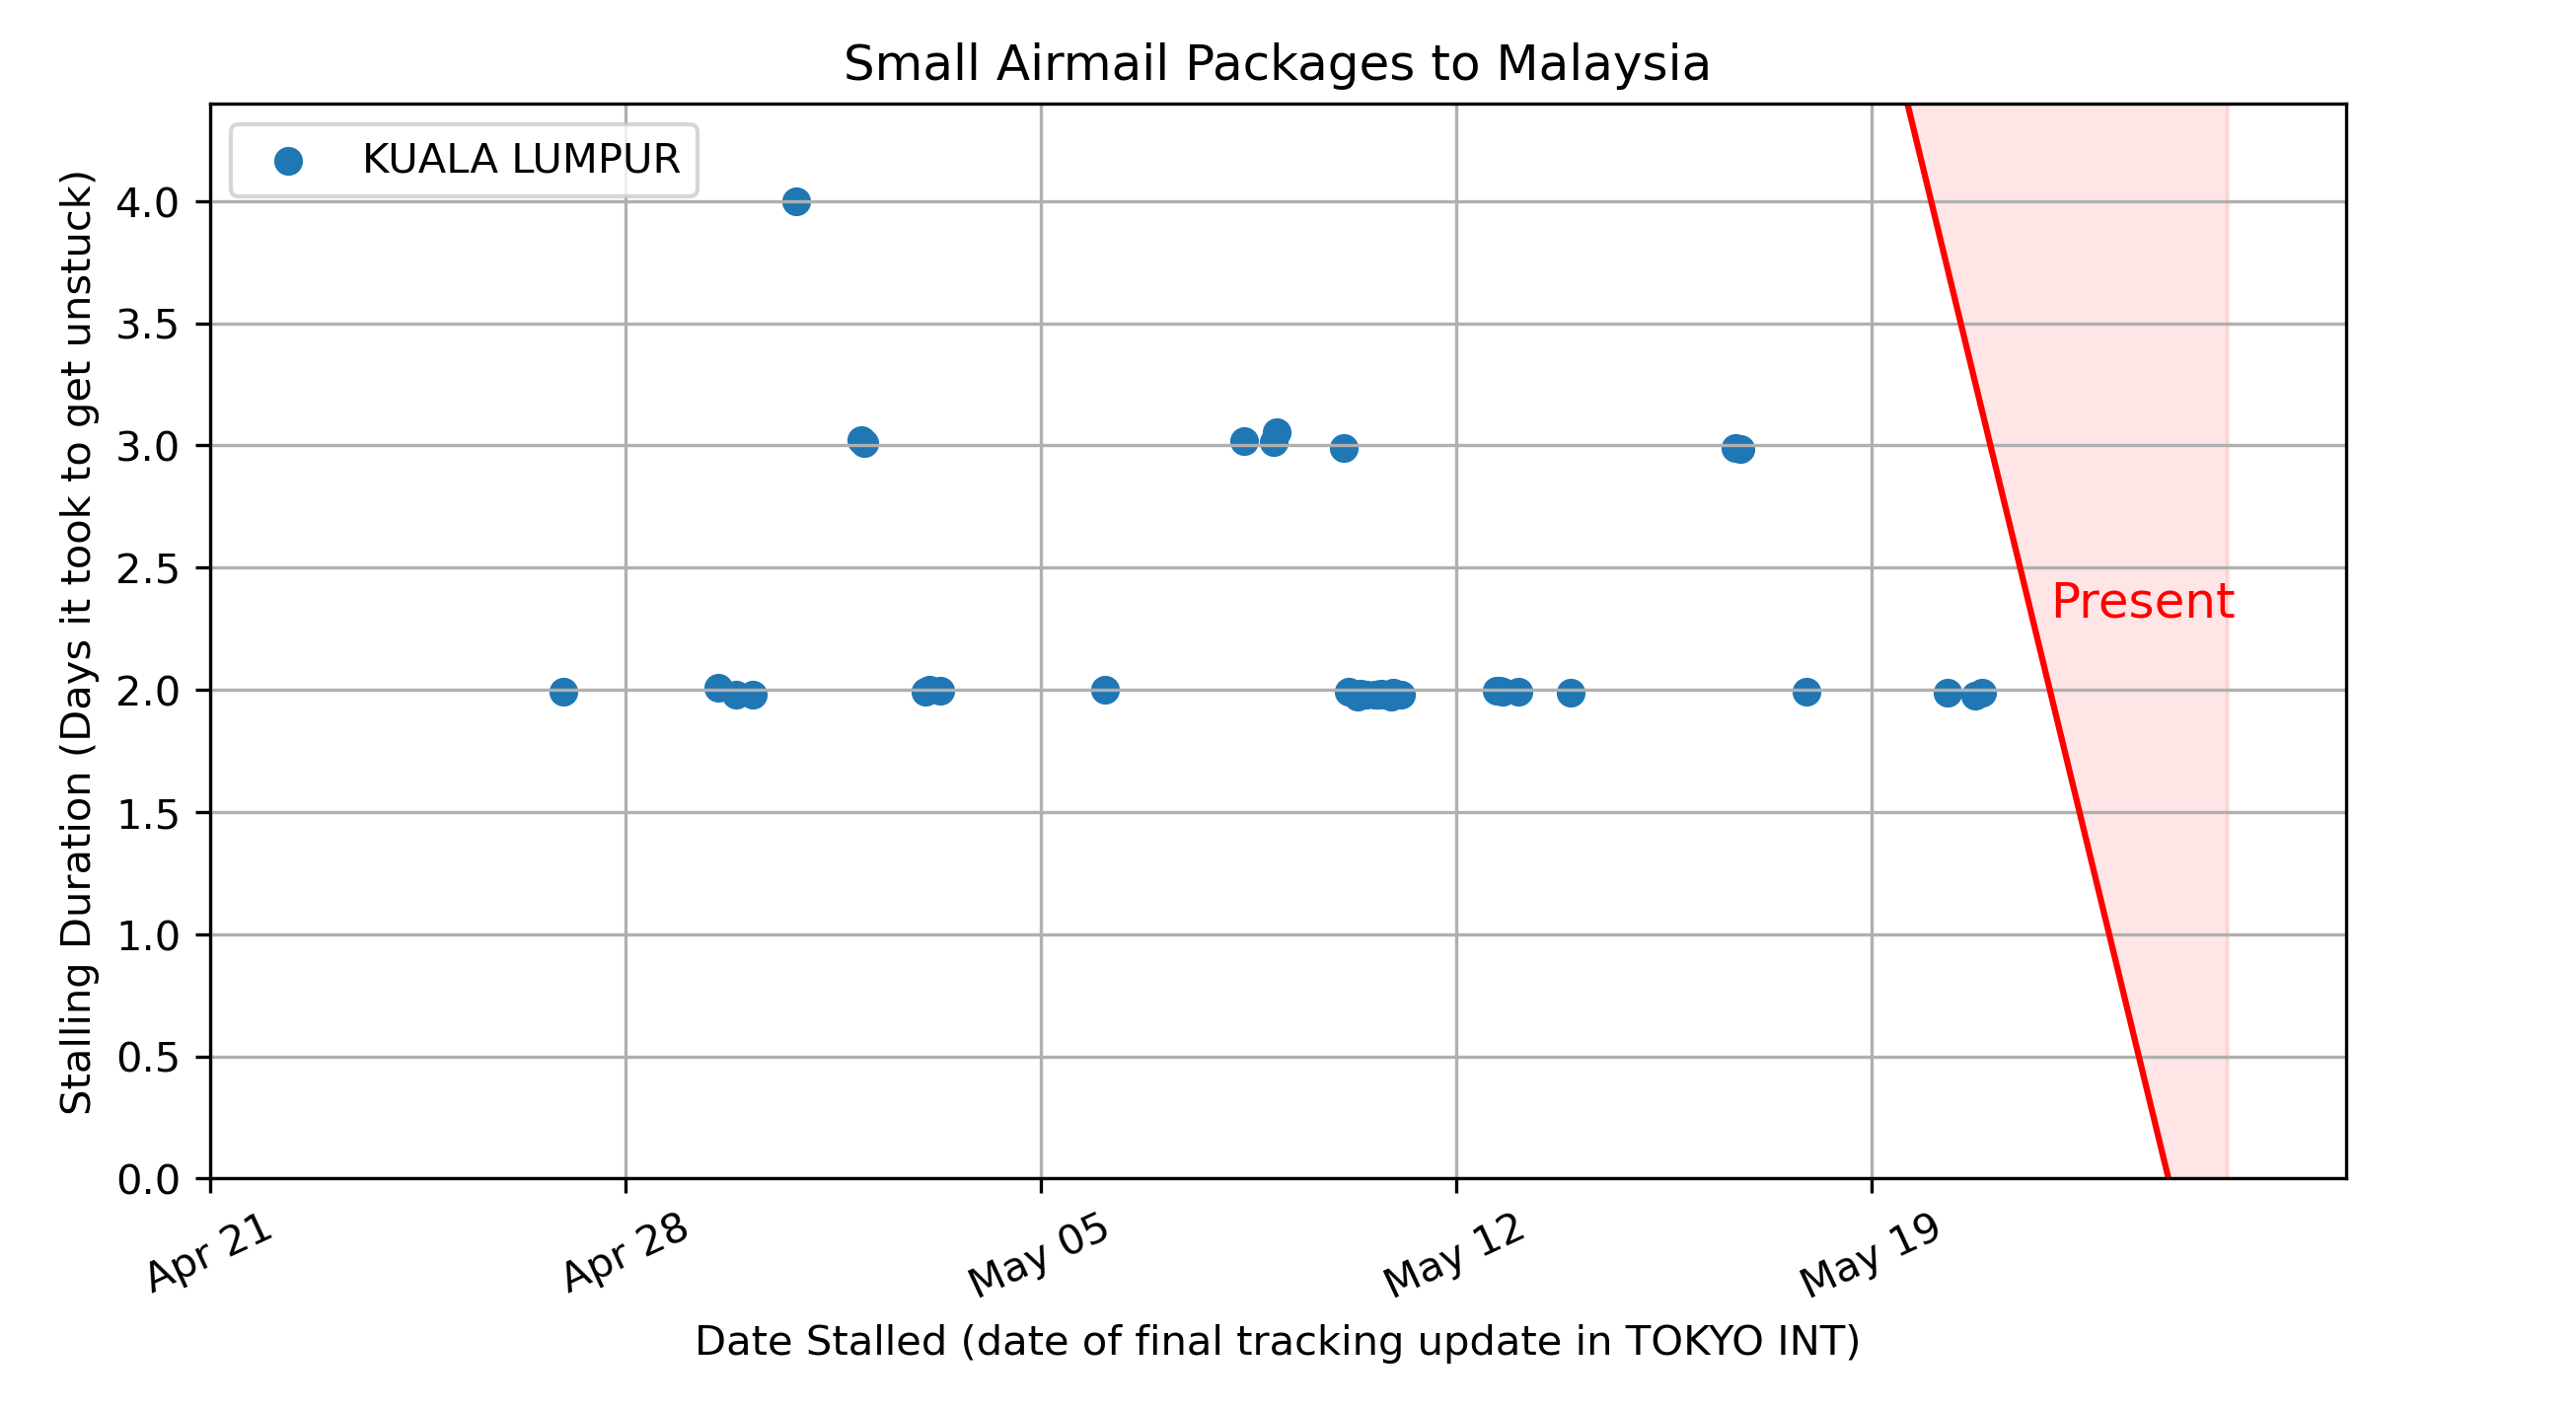 Small Airmail Packages to Malaysia
KUALA LUMPUR
Stalling Duration (Days it took to get unstuck)
4.0
3.5
3.0
2.5
2.0
1.5
1.0
0.5
0.0
Present
Apr 21
Apr 28
May 05
May 12
May 19
Date Stalled (date of final tracking update in TOKYO INT)